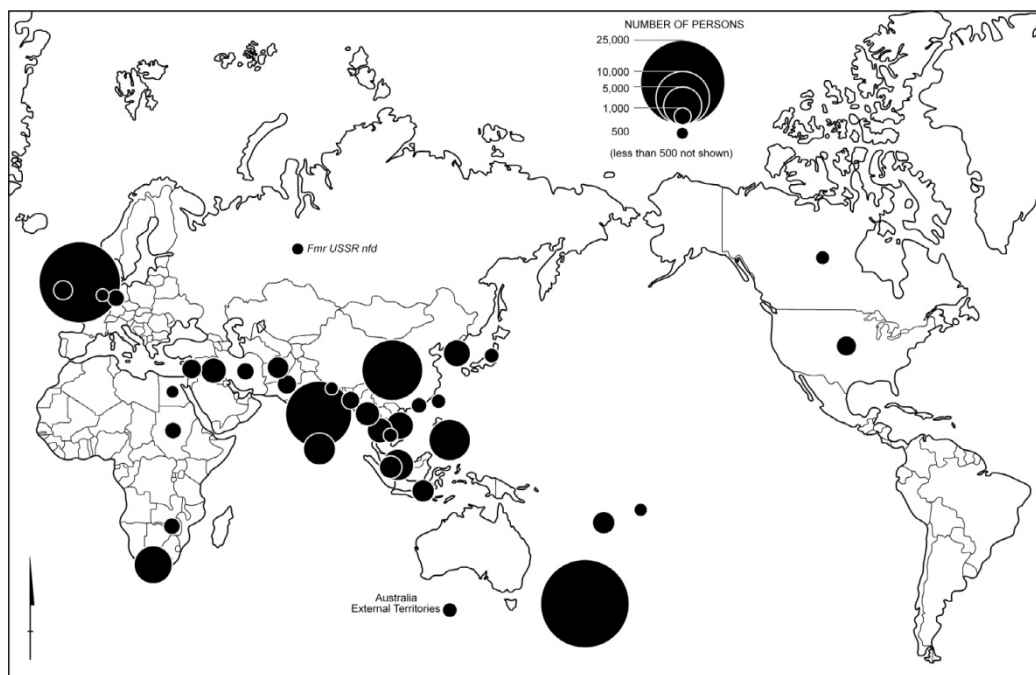 NUMBER OF PERSONS
25,000
10,000
5,000
1,000
500
(less than 500 not shown)
Fmr USSR nfd
Australia
External Territories